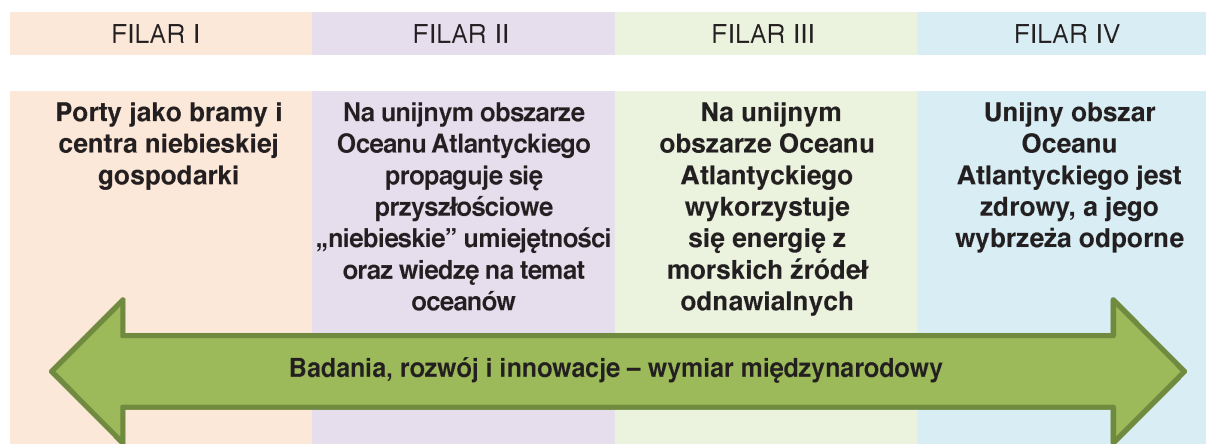 FILAR I
FILAR II
FILAR III
FILAR IV
Porty jako bramy i
centra niebieskiej
gospodarki
Na unijnym obszarze
Oceanu Atlantyckiego
propaguje się
przyszłościowe
„niebieskie” umiejętności
oraz wiedzę na temat
oceanów
Na unijnym
obszarze Oceanu
Atlantyckiego
wykorzystuje
się energię z
morskich źródeł
odnawialnych
Unijny obszar
Oceanu
Atlantyckiego jest
zdrowy, a jego
wybrzeża odporne
Badania, rozwój i innowacje – wymiar międzynarodowy